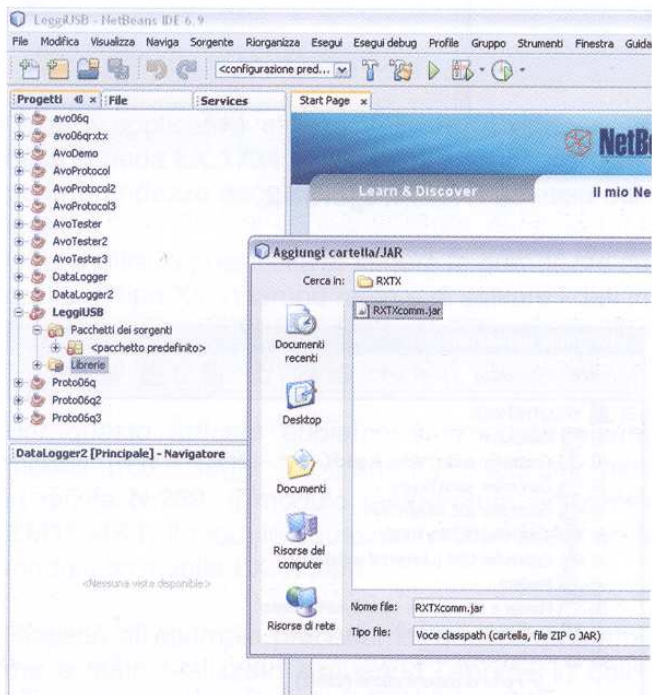 LeggiUSB - NetBeans IDE 6.9
File Modifica Visualizza Naviga Sorgente Riorganizza Esegui Esegui debug Profile Gruppo Strumenti Finestra Guida
<configurazione pred...
Progetti File Services
Start Page
avo06q
avo06qrxtx
AvoDemo
AvoProtocol
AvoProtocol2
AvoProtocol3
AvoTester
AvoTester2
AvoTester3
DataLogger
DataLogger2
LeggiUSB
Pacchetti dei sorgenti
<pacchetto predefinito>
Librerie
Proto06q
Proto06q2
Proto06q3
NetB
Learn & Discover
Il mio Ne
Aggiungi cartella/JAR
Cerca in: RXTX
RXTXcomm.jar
Documenti recenti
Desktop
Documenti
Risorse del computer
Risorse di rete
Nome file: RXTXcomm.jar
Tipo file: Voce classpath (cartella, file ZIP o JAR)
DataLogger2 [Principale] - Navigatore
<Nessuna vista disponibile>